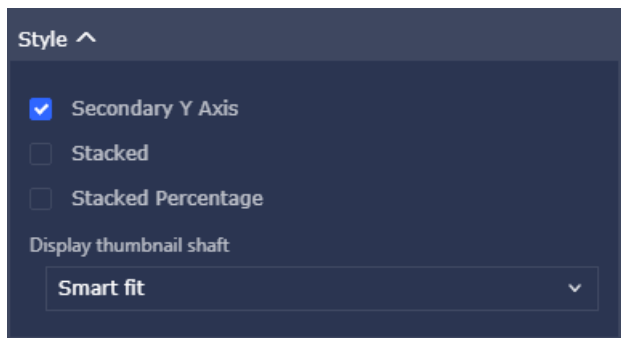 Style
Secondary Y Axis
Stacked
Stacked Percentage
Display thumbnail shaft
Smart fit